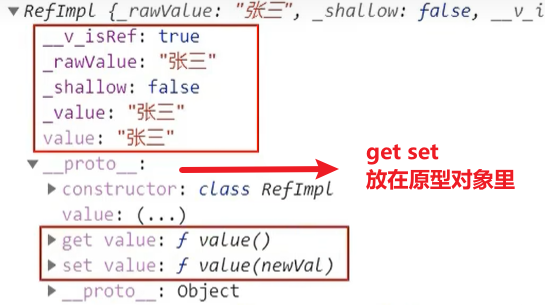 RefImpl {_rawValue: "张三", _shallow: false, __v_i
__v_isRef: true
_rawValue: "张三"
_shallow: false
_value: "张三"
value: "张三"
__proto__:
constructor: class RefImpl
value: (...)
get value: ƒ value()
set value: ƒ value(newVal)
__proto__: Object
get set
放在原型对象里